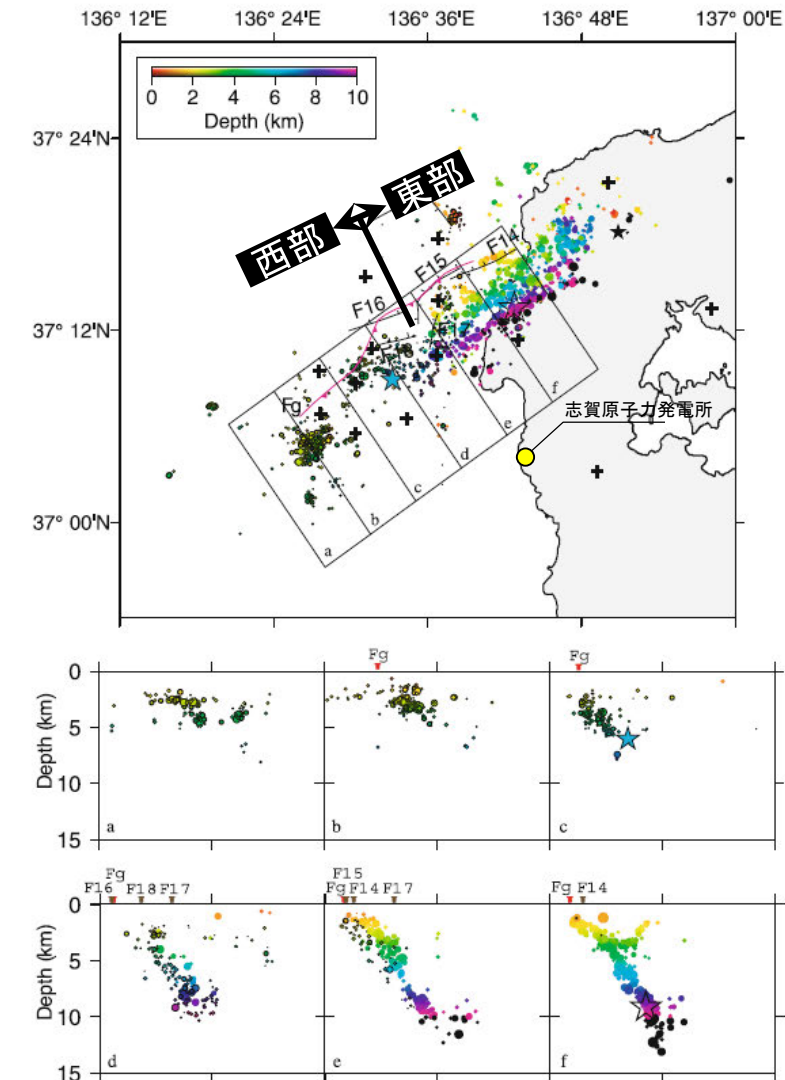 136° 12'E 136° 24'E 136° 36'E 136° 48'E 137° 00'E
0 2 4 6 8 10
Depth (km)
37° 24'N
37° 12'N
37° 00'N
東部
西部
F14
F15
F16
F17
Fg
志賀原子力発電所
f
e
d
c
b
a
Fg Fg
0
5
10
15
Depth (km)
a b c
Fg F15
F16 F18 F17 Fg F14 F17 Fg F14
0
5
10
15
Depth (km)
d e f